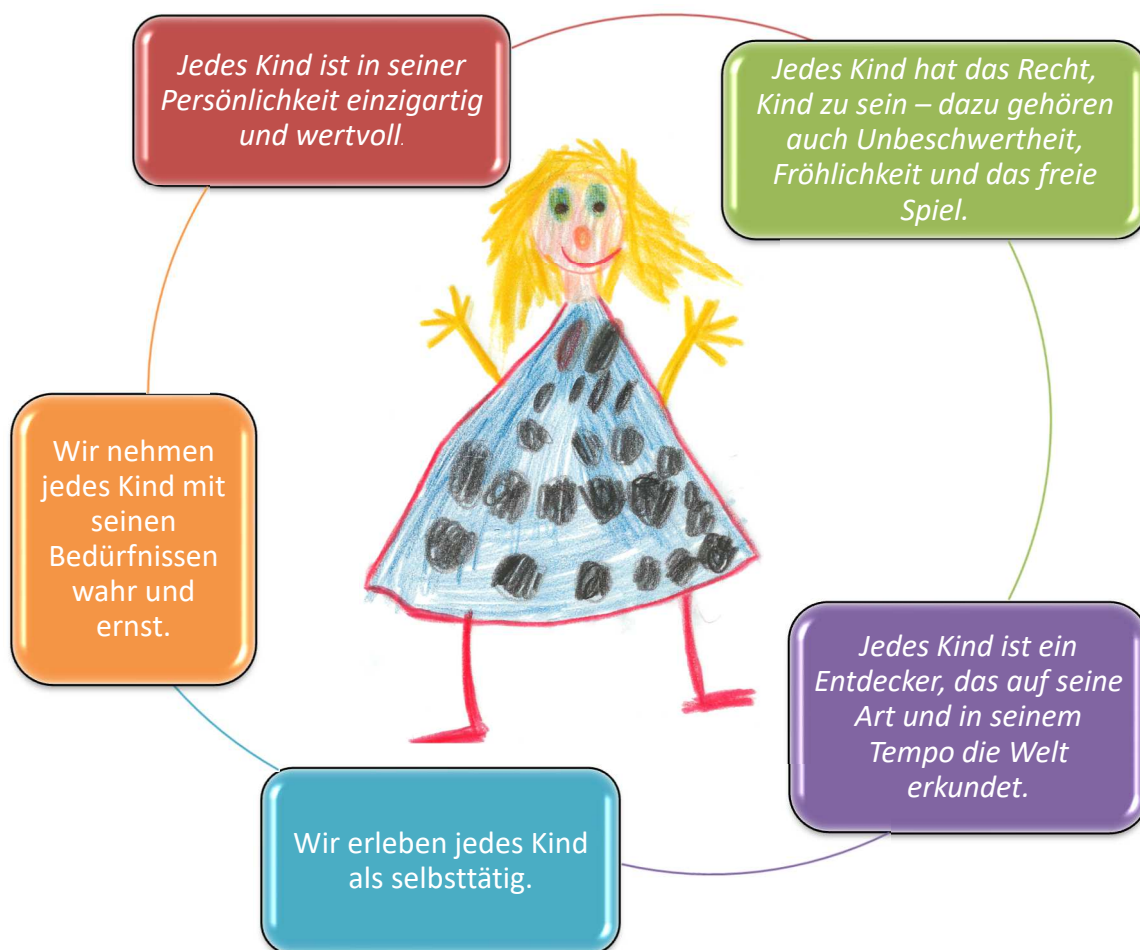 Jedes Kind ist in seiner
Persönlichkeit einzigartig
und wertvoll.
Jedes Kind hat das Recht,
Kind zu sein – dazu gehören
auch Unbeschwertheit,
Fröhlichkeit und das freie
Spiel.
Jedes Kind ist ein
Entdecker, das auf seine
Art und in seinem
Tempo die Welt
erkundet.
Wir erleben jedes Kind
als selbsttätig.
Wir nehmen
jedes Kind mit
seinen
Bedürfnissen
wahr und
ernst.